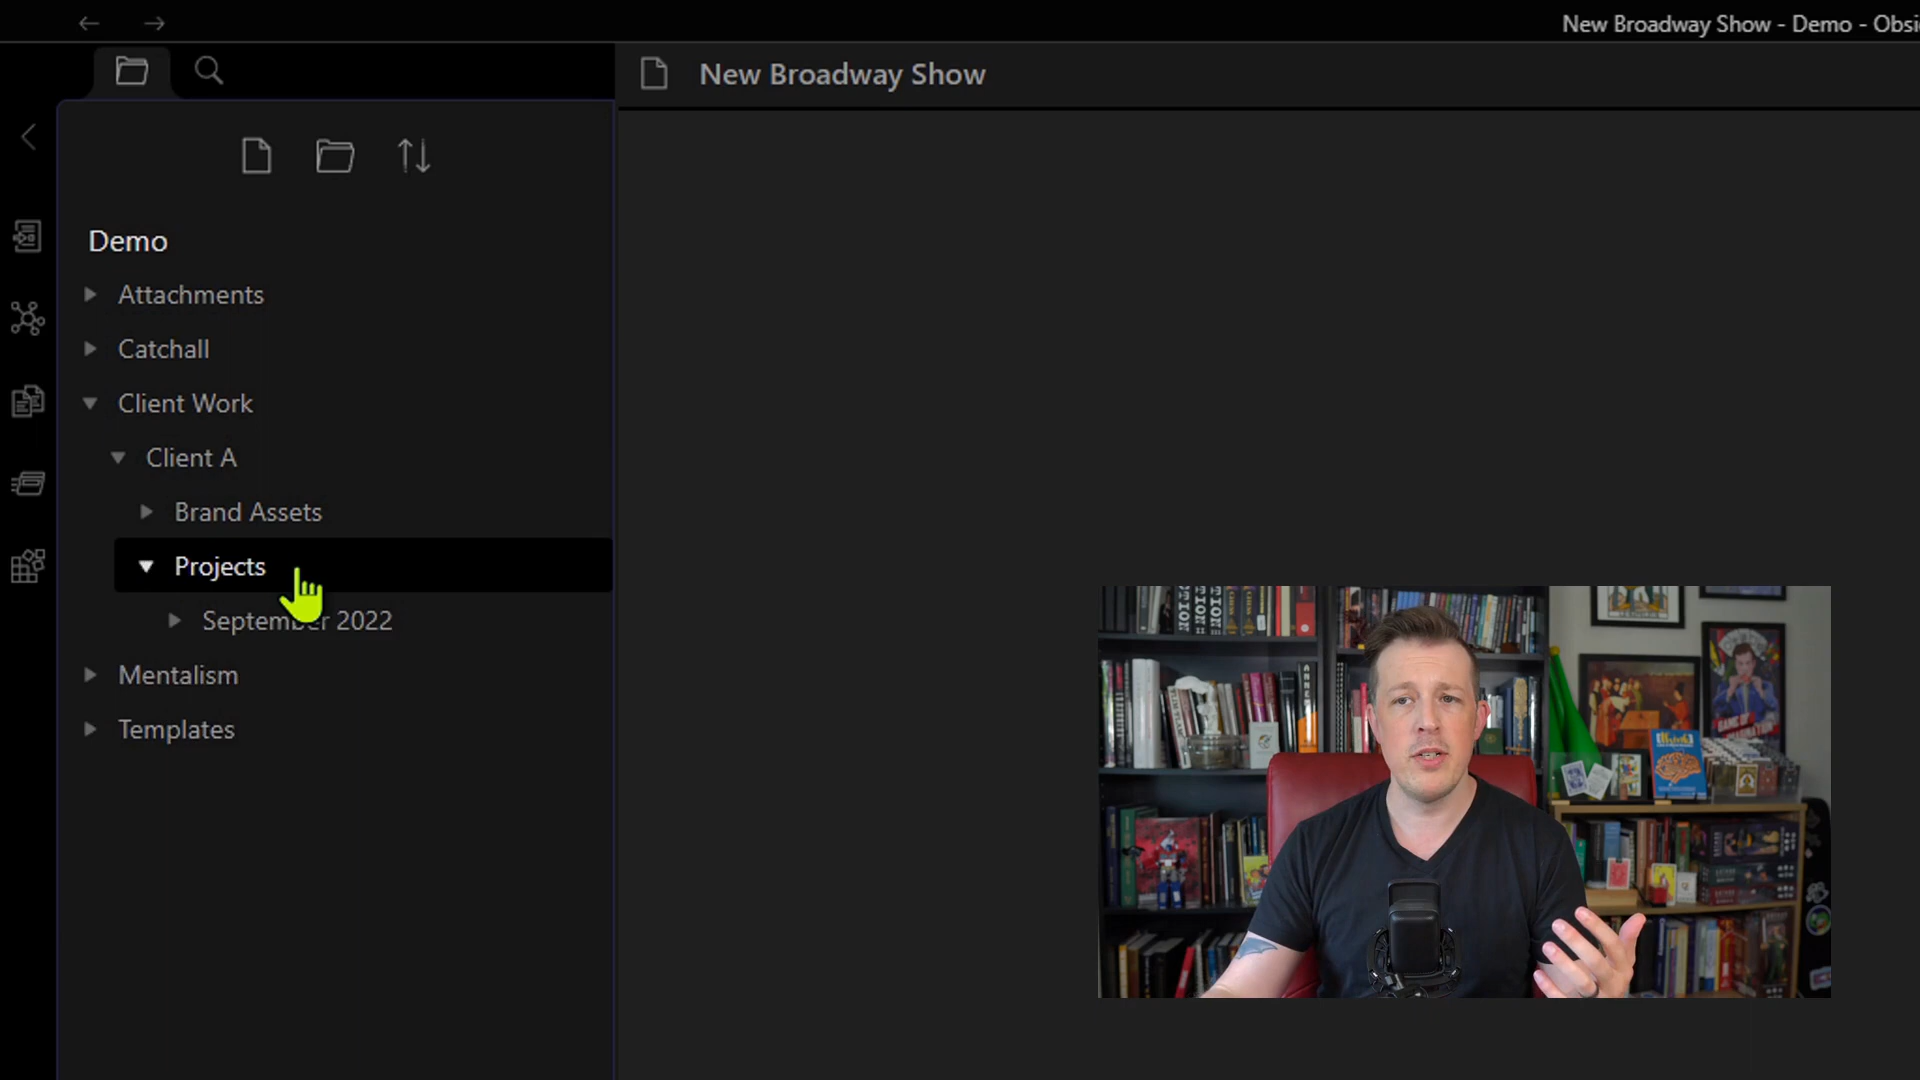 New Broadway Show - Demo - Obsi
New Broadway Show
Demo
Attachments
Catchall
Client Work
Client A
Brand Assets
Projects
September 2022
Mentalism
Templates